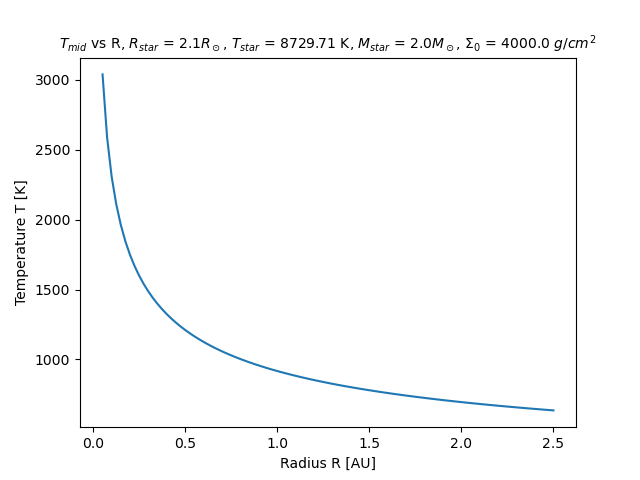 T_mid vs R, R_star = 2.1R_⊙, T_star = 8729.71 K, M_star = 2.0M_⊙, Σ_0 = 4000.0 g/cm^2
3000
2500
2000
1500
1000
Temperature T [K]
0.0 0.5 1.0 1.5 2.0 2.5
Radius R [AU]